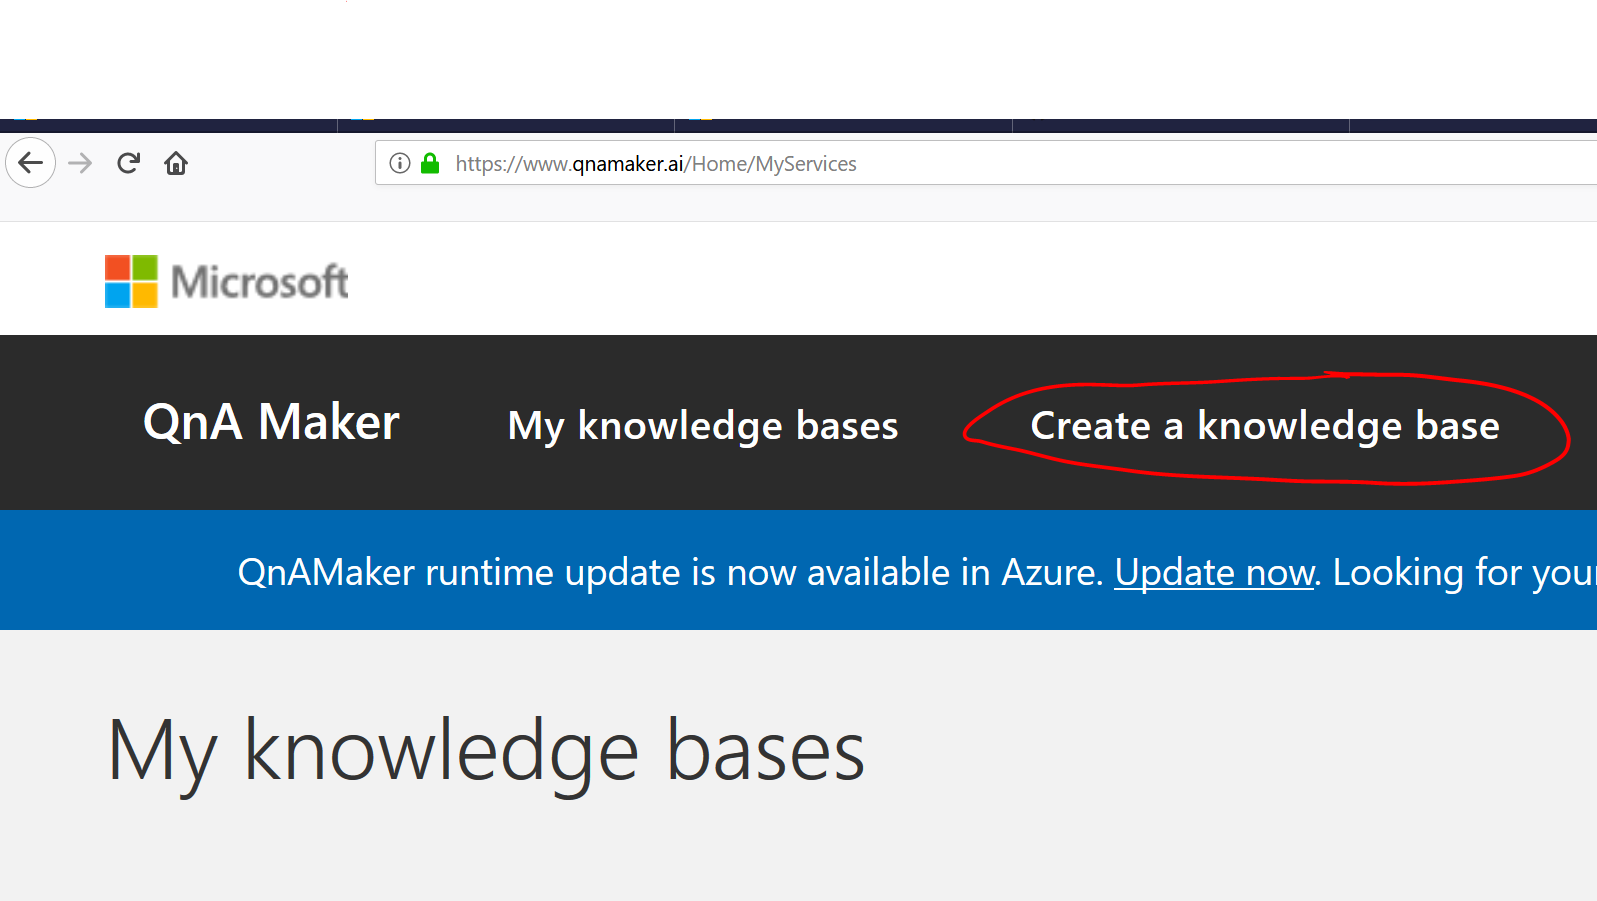 https://www.qnamaker.ai/Home/MyServices
Microsoft
QnA Maker My knowledge bases Create a knowledge base
QnAMaker runtime update is now available in Azure. Update now. Looking for your
My knowledge bases